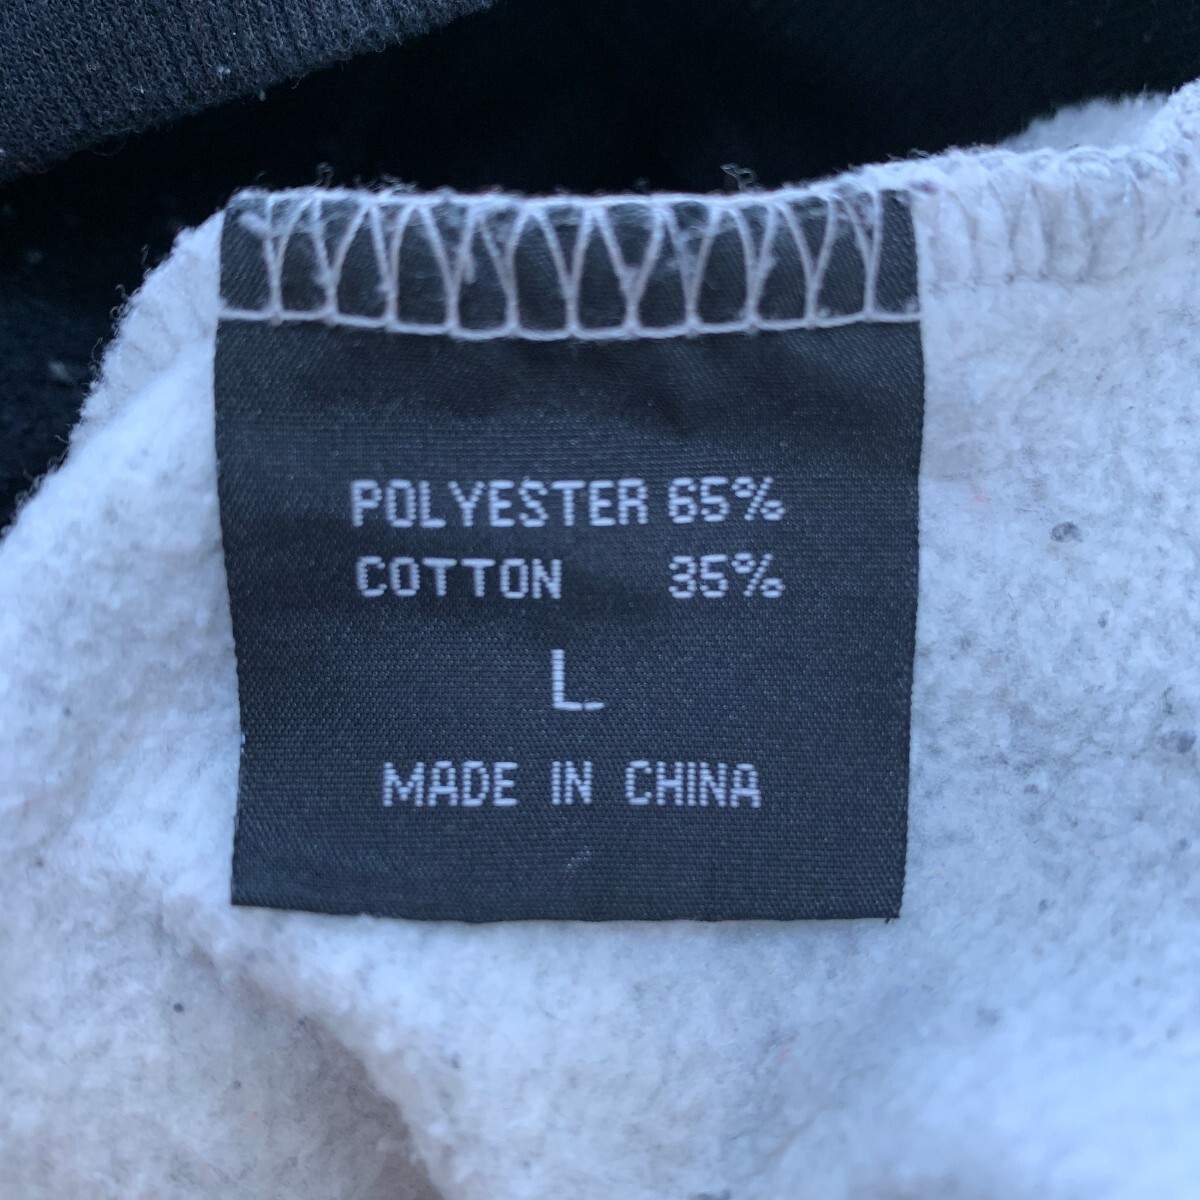 POLYESTER 65%
COTTON 35%
L
MADE IN CHINA